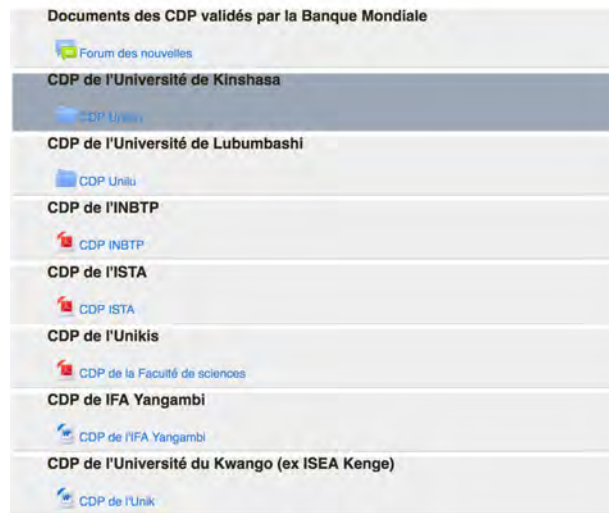 Documents des CDP validés par la Banque Mondiale
Forum des nouvelles
CDP de l'Université de Kinshasa
CDP
CDP de l'Université de Lubumbashi
CDP Unilu
CDP de l'INBTP
CDP INBTP
CDP de l'ISTA
CDP ISTA
CDP de l'Unikis
CDP de la Faculté de sciences
CDP de IFA Yangambi
CDP de l'IFA Yangambi
CDP de l'Université du Kwango (ex ISEA Kenge)
CDP de l'Unik